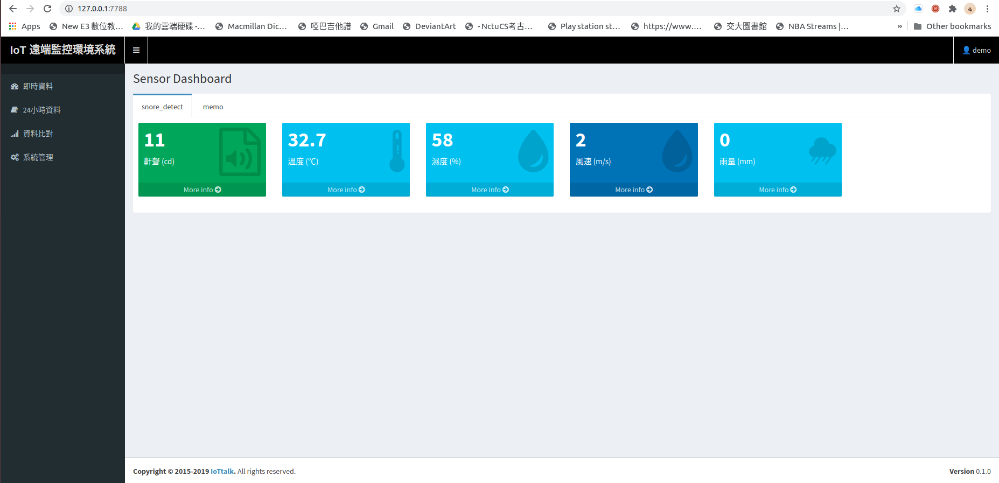 127.0.0.1:7788
Apps New E3 數位教... 我的雲端硬碟 -... Macmillan Dic... 啞巴吉他譜 Gmail DeviantArt - NctuCS考古... Play station st... https://www.... 交大圖書館 NBA Streams |... » Other bookmarks
IoT 遠端監控環境系統
demo
即時資料
24小時資料
資料比對
系統管理
Sensor Dashboard
snore_detect memo
11
鼾聲 (cd)
More info
32.7
溫度 (℃)
More info
58
濕度 (%)
More info
2
風速 (m/s)
More info
0
雨量 (mm)
More info
Copyright © 2015-2019 IoTtalk. All rights reserved.
Version 0.1.0